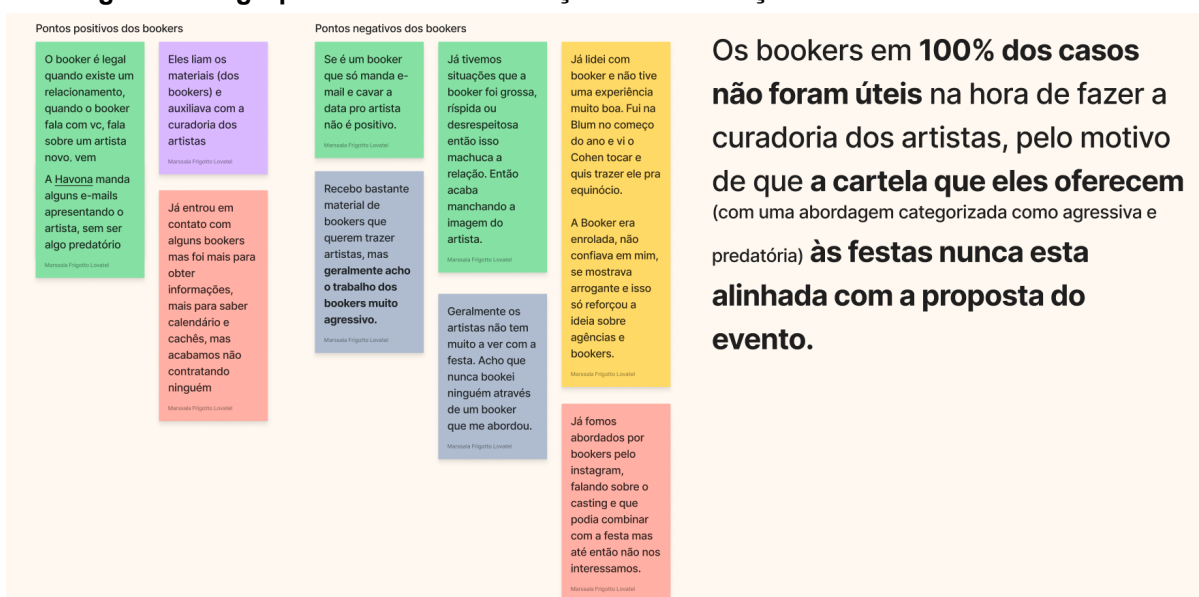 Pontos positivos dos bookers
O booker é legal
quando existe um
relacionamento,
quando o booker
fala com vc, fala
sobre um artista
novo, vem
A Havona manda
alguns e-mails
apresentando o
artista, sem ser
algo predatório
Marssala Frigotto Lovatel
Eles liam os
materiais (dos
bookers) e
auxiliava com a
curadoria dos
artistas
Marssala Frigotto Lovatel
Já entrou em
contato com
alguns bookers
mas foi mais para
obter
informações,
mais para saber
calendário e
cachês, mas
acabamos não
contratando
ninguém
Marssala Frigotto Lovatel
Pontos negativos dos bookers
Se é um booker
que só manda e-
mail e cavar a
data pro artista
não é positivo.
Marssala Frigotto Lovatel
Recebo bastante
material de
bookers que
querem trazer
artistas, mas
geralmente acho
o trabalho dos
bookers muito
agressivo.
Marssala Frigotto Lovatel
Já tivemos
situações que a
booker foi grossa,
ríspida ou
desrespeitosa
então isso
machuca a
relação. Então
acaba
manchando a
imagem do
artista.
Marssala Frigotto Lovatel
Geralmente os
artistas não tem
muito a ver com a
festa. Acho que
nunca bookei
ninguém através
de um booker
que me abordou.
Marssala Frigotto Lovatel
Já lidei com
booker e não tive
uma experiência
muito boa. Fui na
Blum no começo
do ano e vi o
Cohen tocar e
quis trazer ele pra
equinócio.
A Booker era
enrolada, não
confiava em mim,
se mostrava
arrogante e isso
só reforçou a
ideia sobre
agências e
bookers.
Marssala Frigotto Lovatel
Já fomos
abordados por
bookers pelo
instagram,
falando sobre o
casting e que
podia combinar
com a festa mas
até então não nos
interessamos.
Marssala Frigotto Lovatel
Os bookers em 100% dos casos
não foram úteis na hora de fazer a
curadoria dos artistas, pelo motivo
de que a cartela que eles oferecem
(com uma abordagem categorizada como agressiva e
predatória) às festas nunca esta
alinhada com a proposta do
evento.